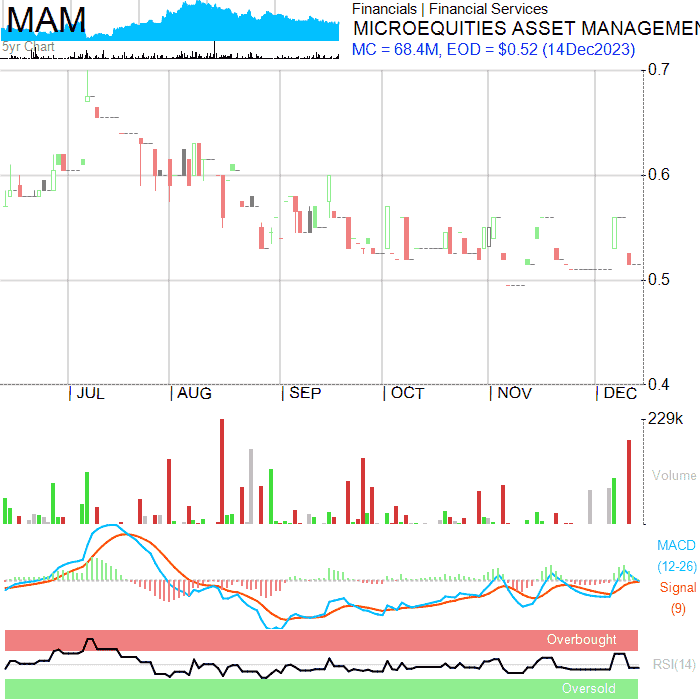 MAM
5yr Chart
Financials | Financial Services
MICROEQUITIES ASSET MANAGEMEN
MC = 68.4M, EOD = $0.52 (14Dec2023)
0.7
0.6
0.5
0.4
| JUL | AUG | SEP | OCT | NOV | DEC
229k
Volume
MACD
(12-26)
Signal
(9)
Overbought
RSI(14)
Oversold